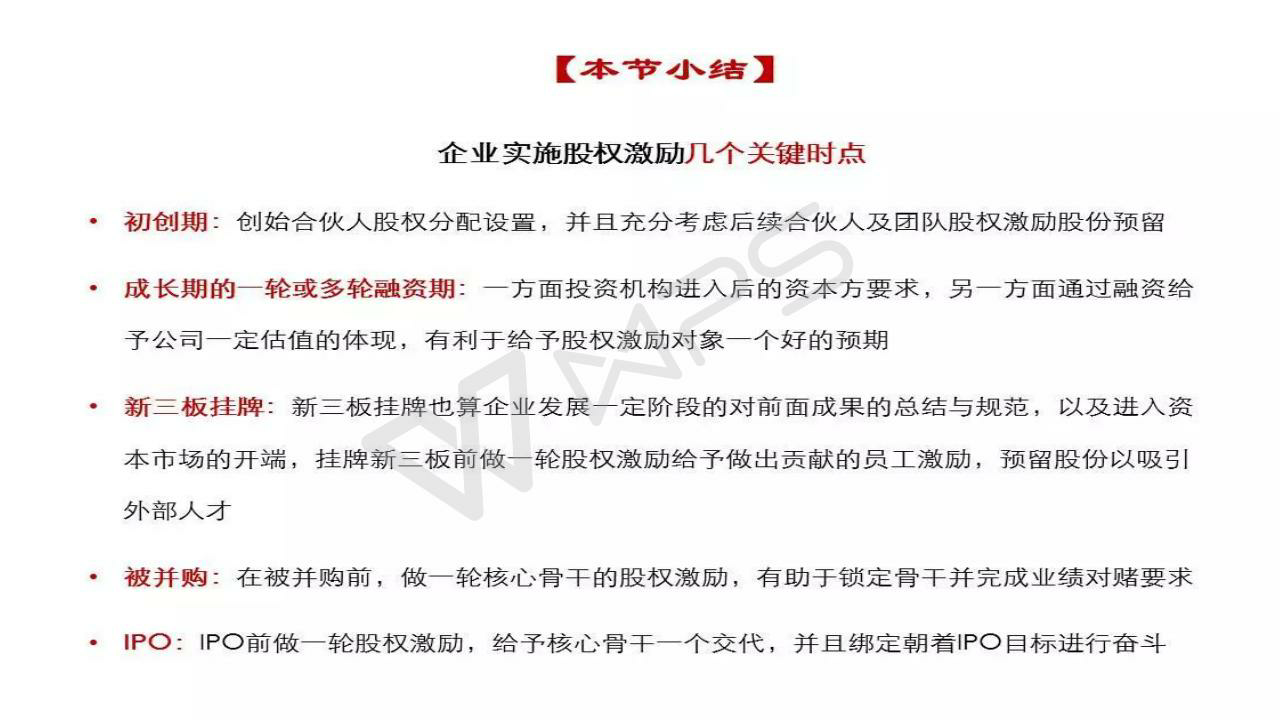 【本节小结】
企业实施股权激励几个关键时点
• 初创期：创始合伙人股权分配设置，并且充分考虑后续合伙人及团队股权激励股份预留
• 成长期的一轮或多轮融资期：一方面投资机构进入后的资本方要求，另一方面通过融资给
予公司一定估值的体现，有利于给予股权激励对象一个好的预期
• 新三板挂牌：新三板挂牌也算企业发展一定阶段的对前面成果的总结与规范，以及进入资
本市场的开端，挂牌新三板前做一轮股权激励给予做出贡献的员工激励，预留股份以吸引
外部人才
• 被并购：在被并购前，做一轮核心骨干的股权激励，有助于锁定骨干并完成业绩对赌要求
• IPO：IPO前做一轮股权激励，给予核心骨干一个交代，并且绑定朝着IPO目标进行奋斗
WPS